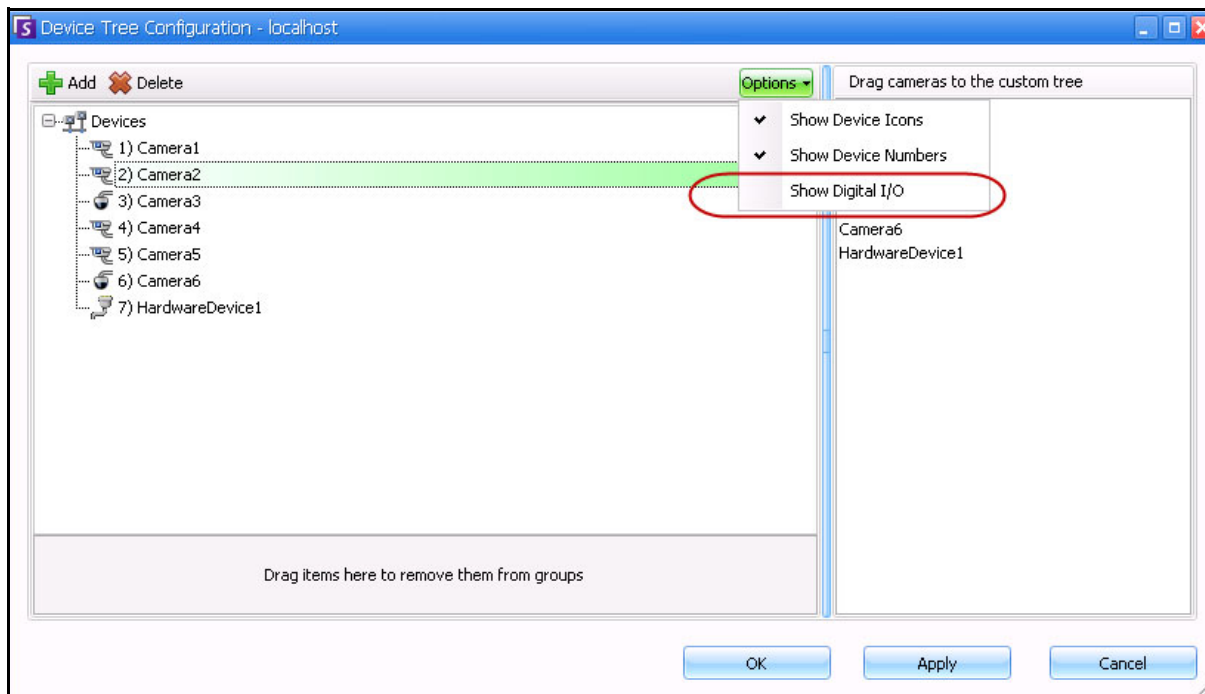 Device Tree Configuration - localhost
Add Delete Options
Drag cameras to the custom tree
Devices
1) Camera1
2) Camera2
3) Camera3
4) Camera4
5) Camera5
6) Camera6
7) HardwareDevice1
Show Device Icons
Show Device Numbers
Show Digital I/O
Camera6
HardwareDevice1
Drag items here to remove them from groups
OK Apply Cancel